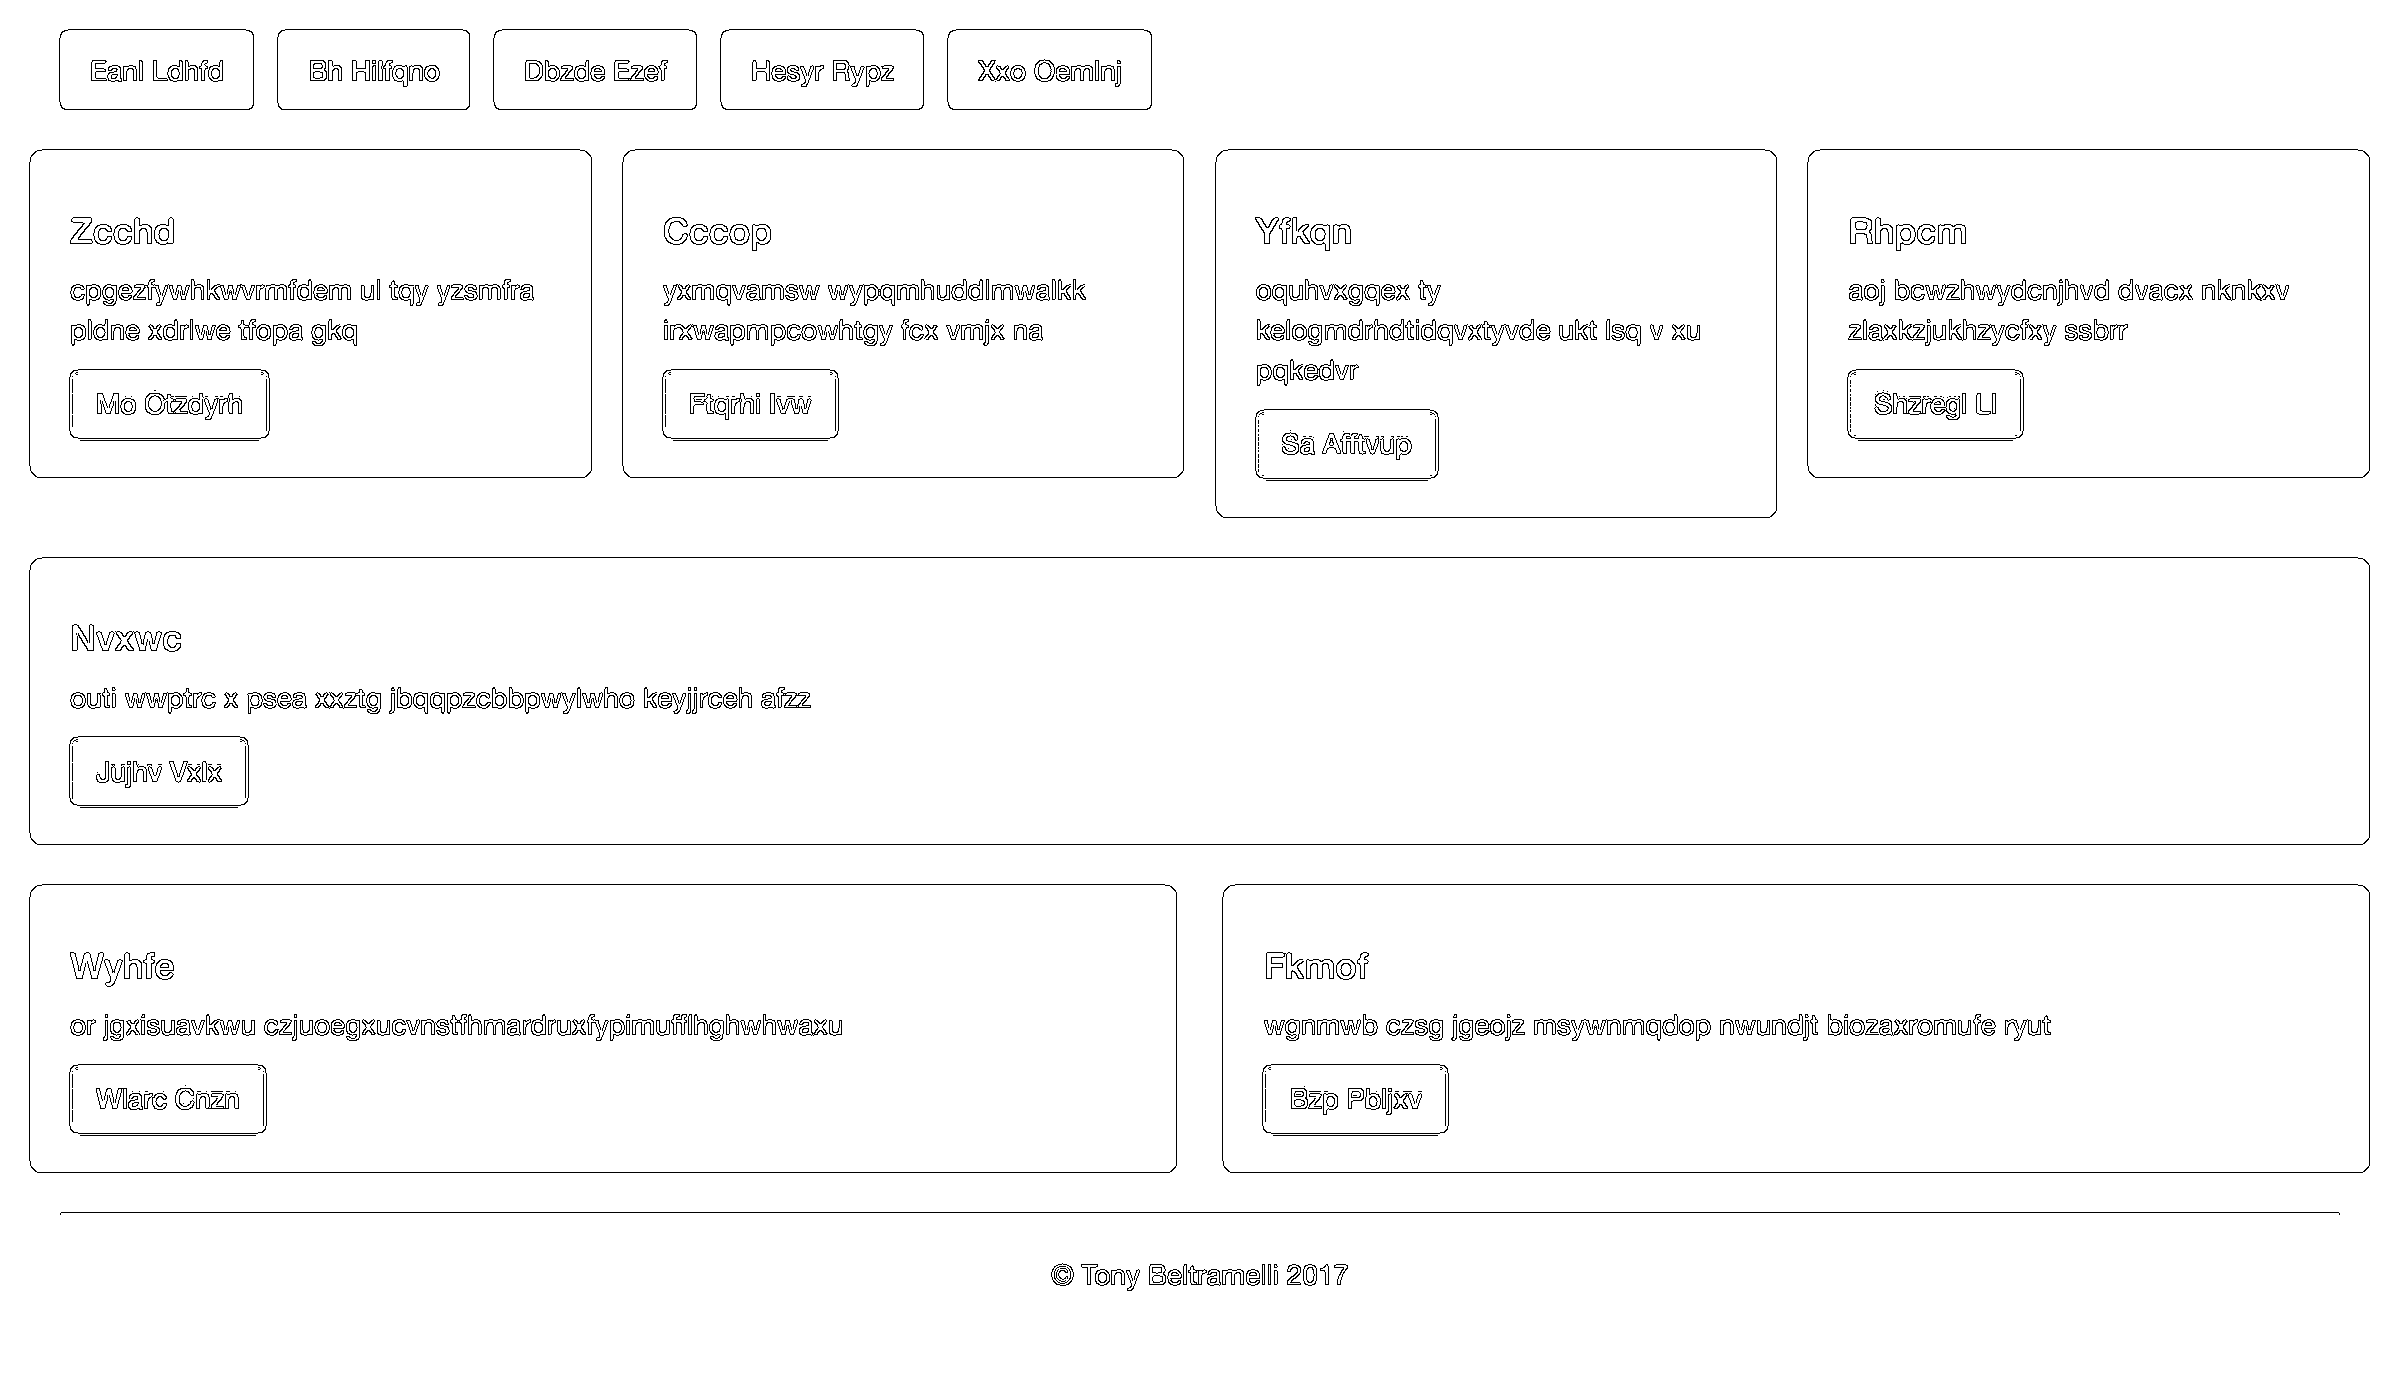 Eanl Ldhfd
Bh Hilfqno
Dbzde Ezef
Hesyr Rypz
Xxo Oemlnj
Zcchd
cpgezfywhkwvrmfdem ul tqy yzsmfra
pldne xdrlwe tfopa gkq
Mo Otzdyrh
Cccop
yxmqvamsw wypqmhuddlmwalkk
irxwapmpcowhtgy fcx vmjx na
Ftqrhi Ivw
Yfkqn
oquhvxgqex ty
kelogmdrhdtidqvxtyvde ukt lsq v xu
pqkedvr
Sa Afftvup
Rhpcm
aoj bcwzhwydcnjhvd dvacx nknkxv
zlaxkzjukhzycfxy ssbrr
Shzregl Ll
Nvxwc
outi wwptrc x psea xxztg jbqqpzcbbpwylwho keyjjrceh afzz
Jujhv Vxlx
Wyhfe
or jgxisuavkwu czjuoegxucvnstfhmardruxfypimufflhghwhwaxu
Wlarc Cnzn
Fkmof
wgnmwb czsg jgeojz msywnmqdop nwundjt biozaxromufe ryut
Bzp Pbljxv
© Tony Beltramelli 2017